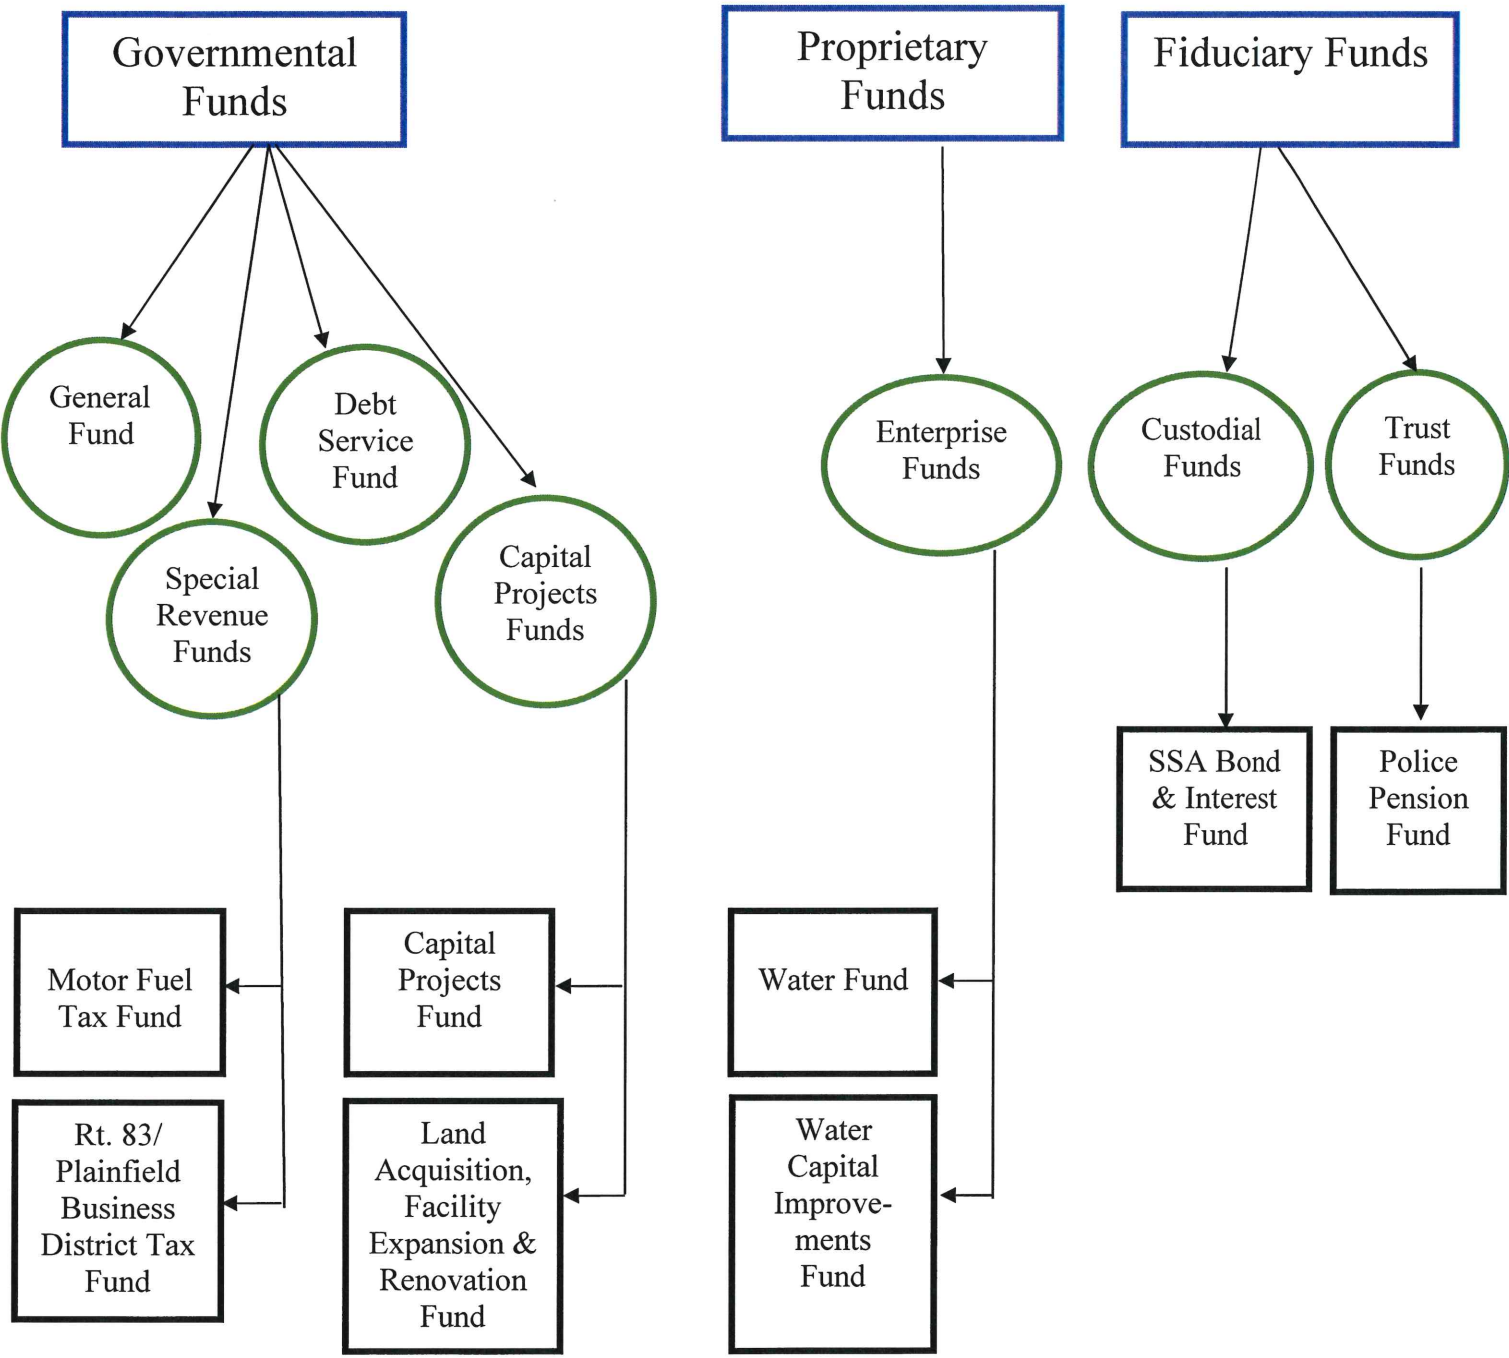 Governmental
Funds
Proprietary
Funds
Fiduciary Funds
General
Fund
Debt
Service
Fund
Special
Revenue
Funds
Capital
Projects
Funds
Enterprise
Funds
Custodial
Funds
Trust
Funds
SSA Bond
& Interest
Fund
Police
Pension
Fund
Motor Fuel
Tax Fund
Capital
Projects
Fund
Water Fund
Rt. 83/
Plainfield
Business
District Tax
Fund
Land
Acquisition,
Facility
Expansion &
Renovation
Fund
Water
Capital
Improve-
ments
Fund